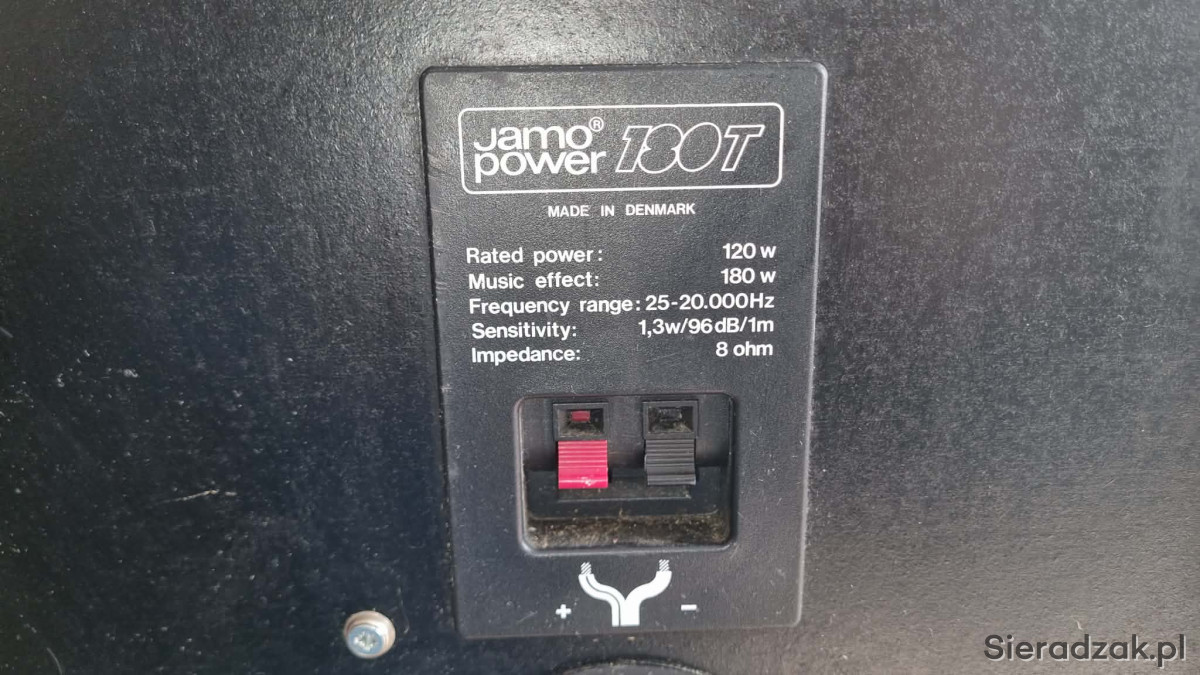 Jamo® power 180T
MADE IN DENMARK
Rated power: 120 w
Music effect: 180 w
Frequency range: 25-20.000Hz
Sensitivity: 1,3w/96dB/1m
Impedance: 8 ohm
+ −
Sieradzak.pl